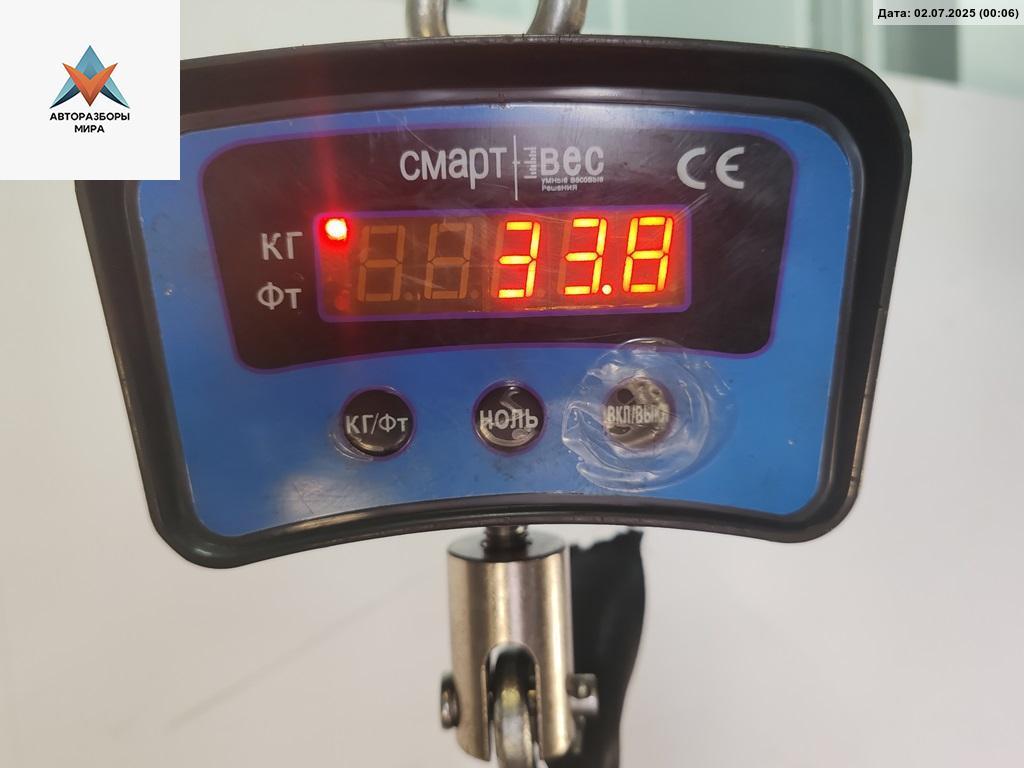 Дата: 02.07.2025 (00:06)
АВТОРАЗБОРЫ
МИРА
СМАРТ ВЕС
УМНЫЕ ВЕСОВЫЕ
РЕШЕНИЯ
CE
КГ
ФТ
33.8
КГ/ФТ
НОЛЬ
ВКЛ/ВЫКЛ